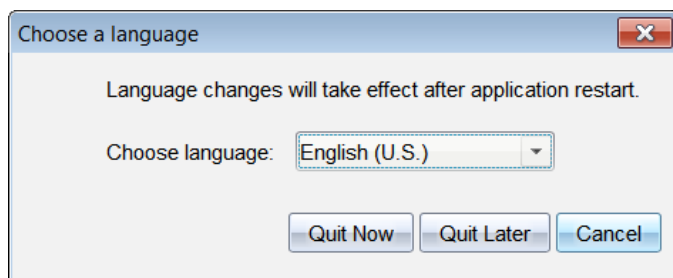 Choose a language
Language changes will take effect after application restart.
Choose language: English (U.S.)
Quit Now Quit Later Cancel